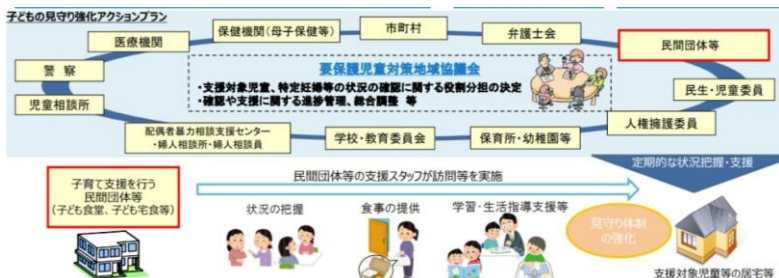 子どもの見守り強化アクションプラン
医療機関
保健機関(母子保健等)
市町村
弁護士会
民間団体等
警察
児童相談所
要保護児童対策地域協議会
・支援対象児童、特定妊婦等の状況の確認に関する役割分担の決定
・確認や支援に関する進捗管理、総合調整 等
民生・児童委員
人権擁護委員
配偶者暴力相談支援センター
・婦人相談所・婦人相談員
学校・教育委員会
保育所・幼稚園等
定期的な状況把握・支援
子育て支援を行う
民間団体等
(子ども食堂、子ども宅食等)
民間団体等の支援スタッフが訪問等を実施
状況の把握
食事の提供
学習・生活指導支援等
見守り体制
の強化
支援対象児童等の居宅等